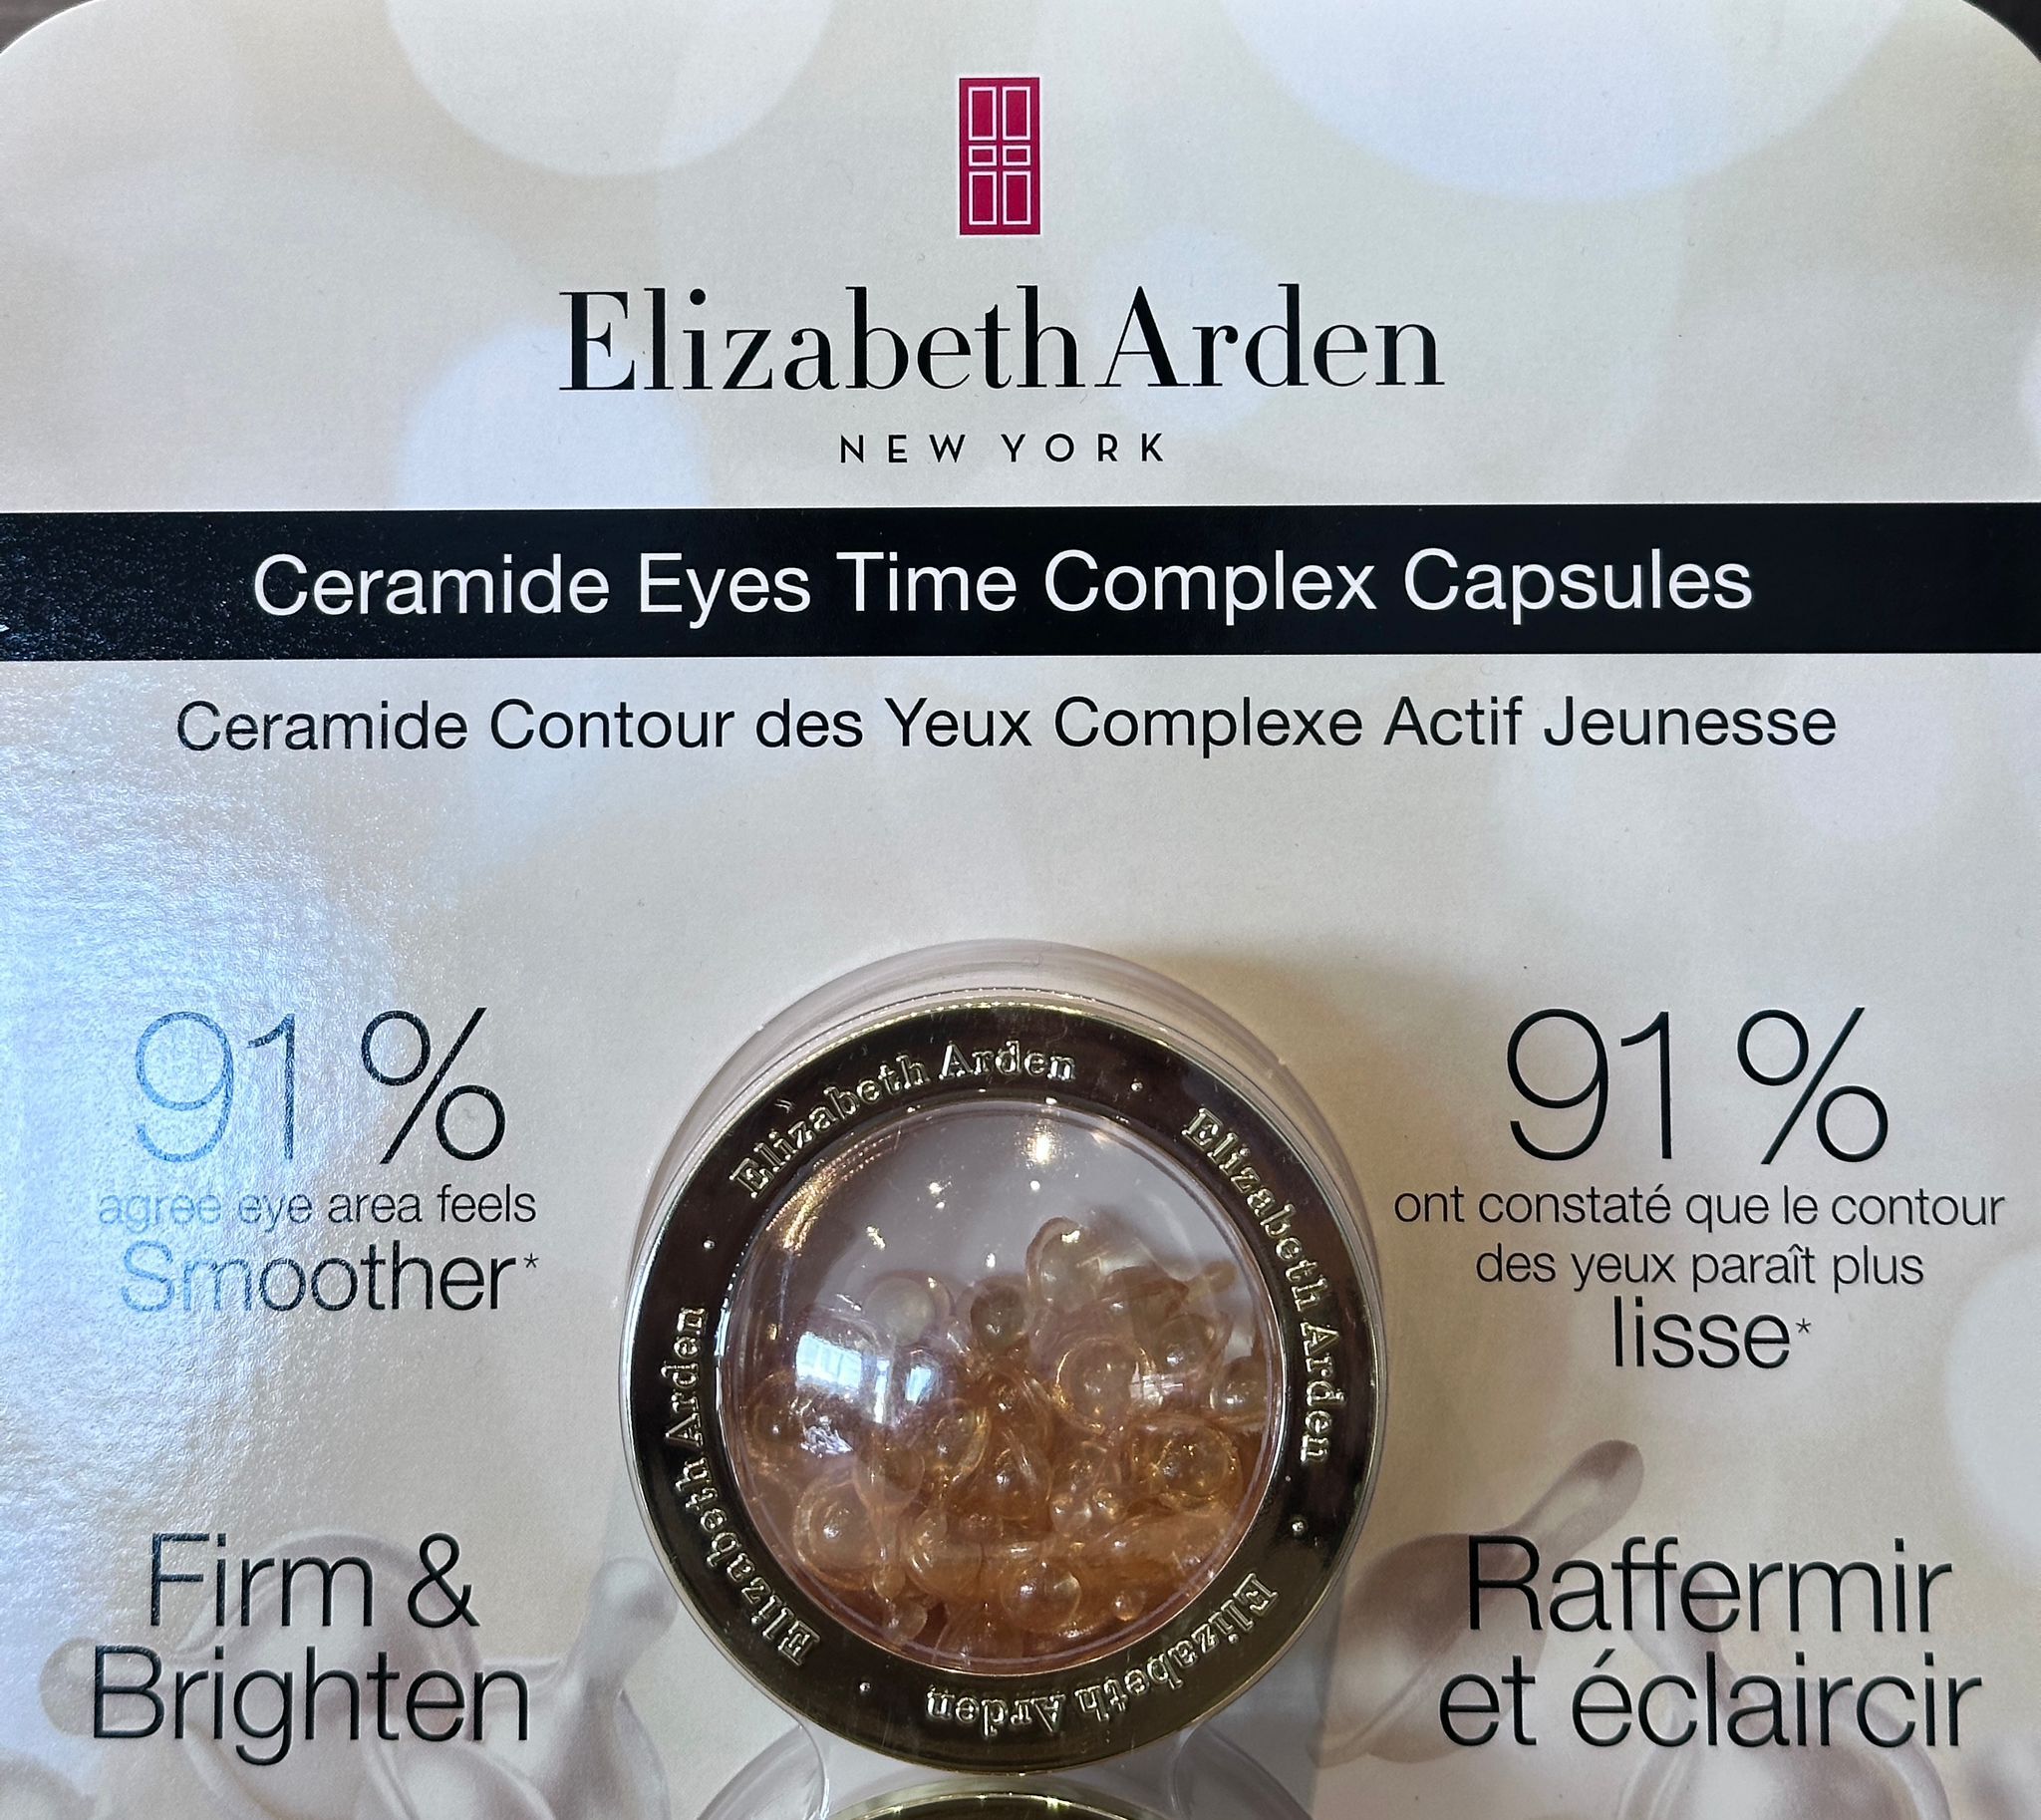 Elizabeth Arden
NEW YORK
Ceramide Eyes Time Complex Capsules
Ceramide Contour des Yeux Complexe Actif Jeunesse
91 %
agree eye area feels
Smoother*
91 %
ont constaté que le contour
des yeux paraît plus
lisse*
Elizabeth Arden · Elizabeth Arden · Elizabeth Arden · Elizabeth Arden · Elizabeth Arden
Firm &
Brighten
Raffermir
et éclaircir